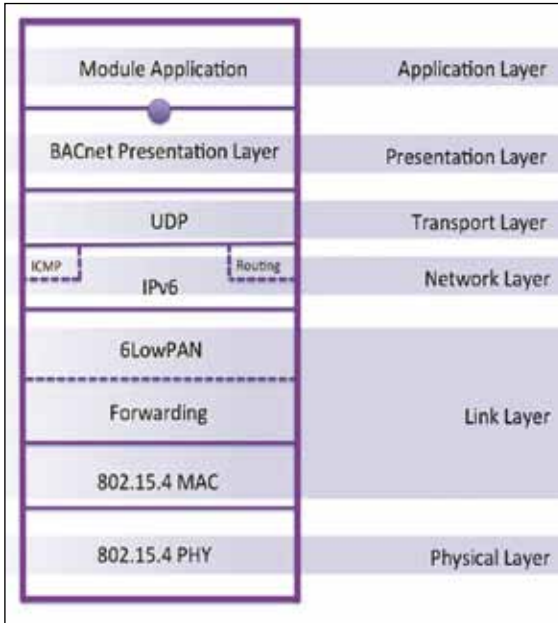 Module Application
Application Layer
BACnet Presentation Layer
Presentation Layer
UDP
Transport Layer
ICMP
Routing
IPv6
Network Layer
6LowPAN
Forwarding
Link Layer
802.15.4 MAC
802.15.4 PHY
Physical Layer